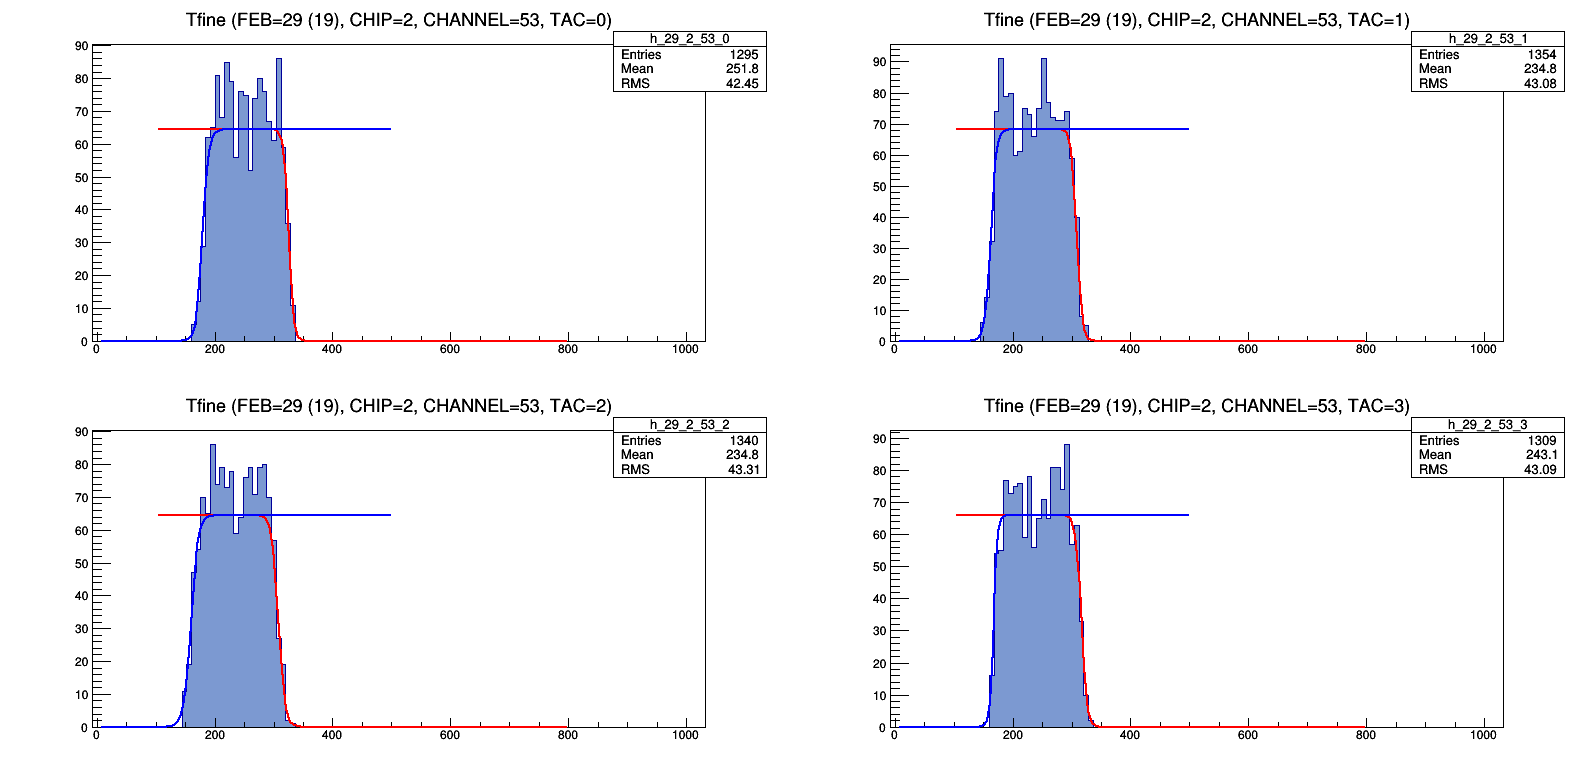 Tfine (FEB=29 (19), CHIP=2, CHANNEL=53, TAC=0)
h_29_2_53_0
Entries 1295
Mean 251.8
RMS 42.45
90
80
70
60
50
40
30
20
10
0
0 200 400 600 800 1000
Tfine (FEB=29 (19), CHIP=2, CHANNEL=53, TAC=1)
h_29_2_53_1
Entries 1354
Mean 234.8
RMS 43.08
90
80
70
60
50
40
30
20
10
0
0 200 400 600 800 1000
Tfine (FEB=29 (19), CHIP=2, CHANNEL=53, TAC=2)
h_29_2_53_2
Entries 1340
Mean 234.8
RMS 43.31
90
80
70
60
50
40
30
20
10
0
0 200 400 600 800 1000
Tfine (FEB=29 (19), CHIP=2, CHANNEL=53, TAC=3)
h_29_2_53_3
Entries 1309
Mean 243.1
RMS 43.09
90
80
70
60
50
40
30
20
10
0
0 200 400 600 800 1000